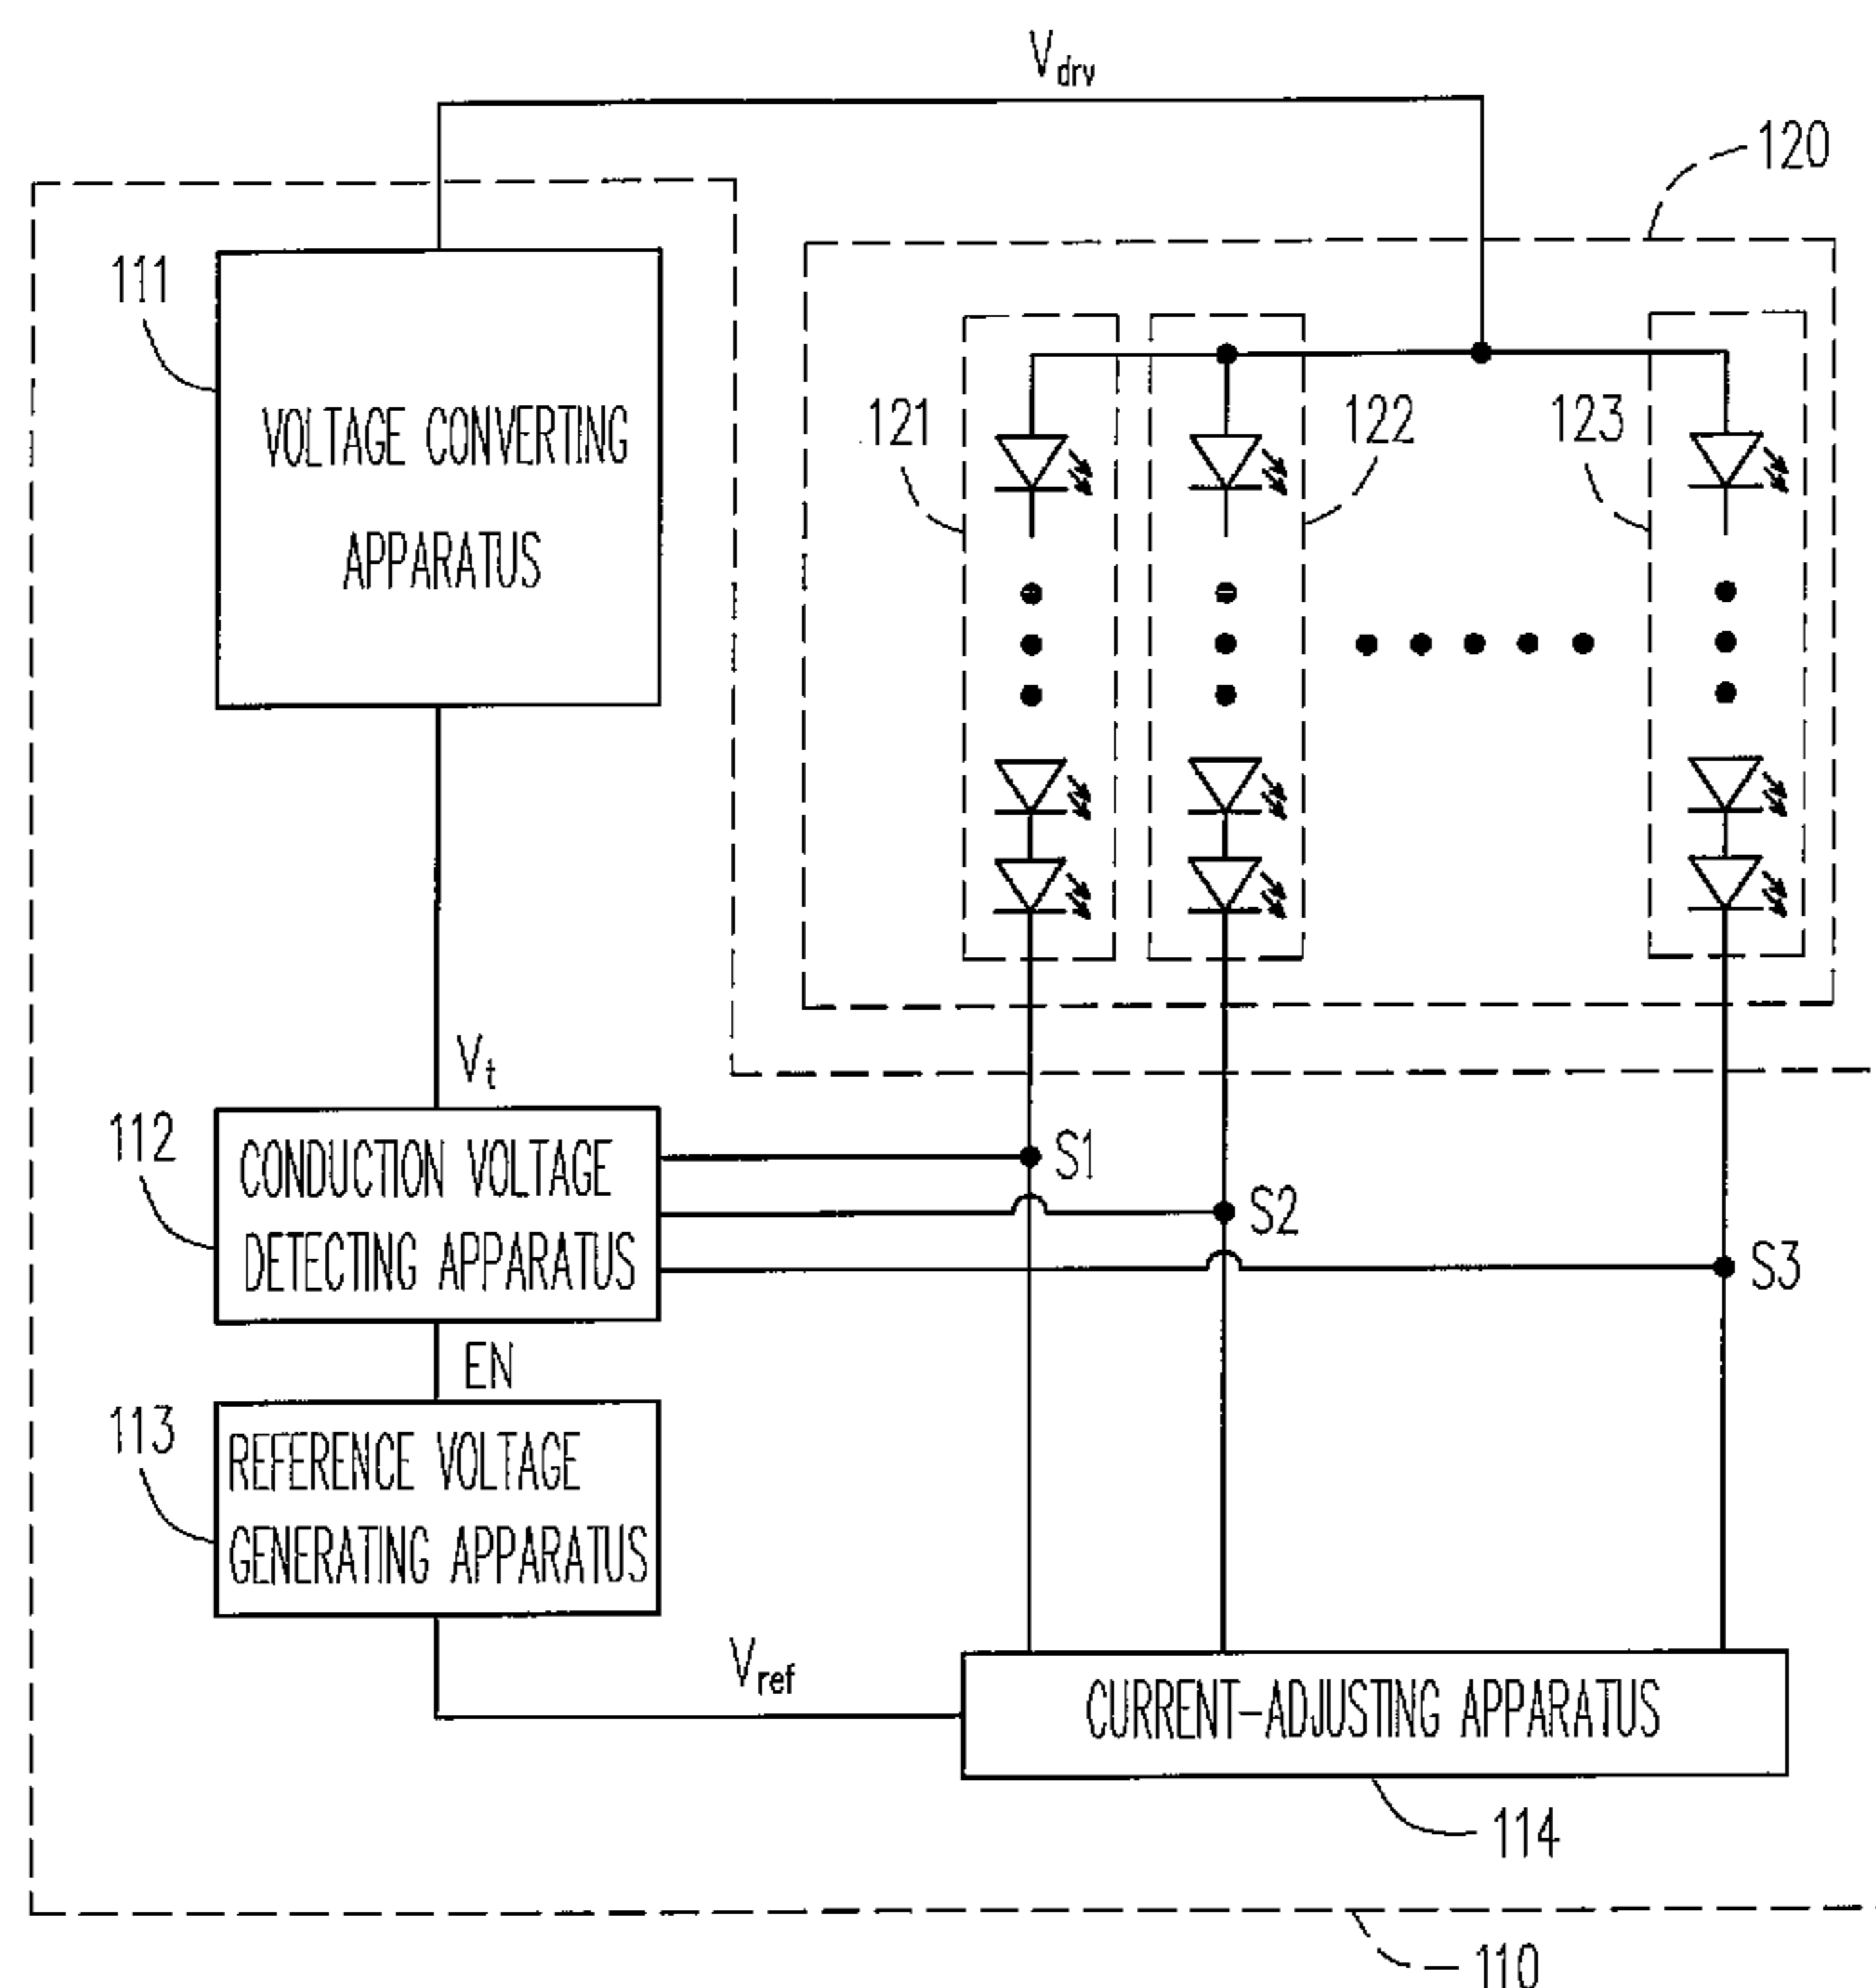 Vdrv
120
111
VOLTAGE CONVERTING
APPARATUS
121
122
123
Vt
112
CONDUCTION VOLTAGE
DETECTING APPARATUS
S1
S2
S3
EN
113
REFERENCE VOLTAGE
GENERATING APPARATUS
Vref
CURRENT-ADJUSTING APPARATUS
114
110